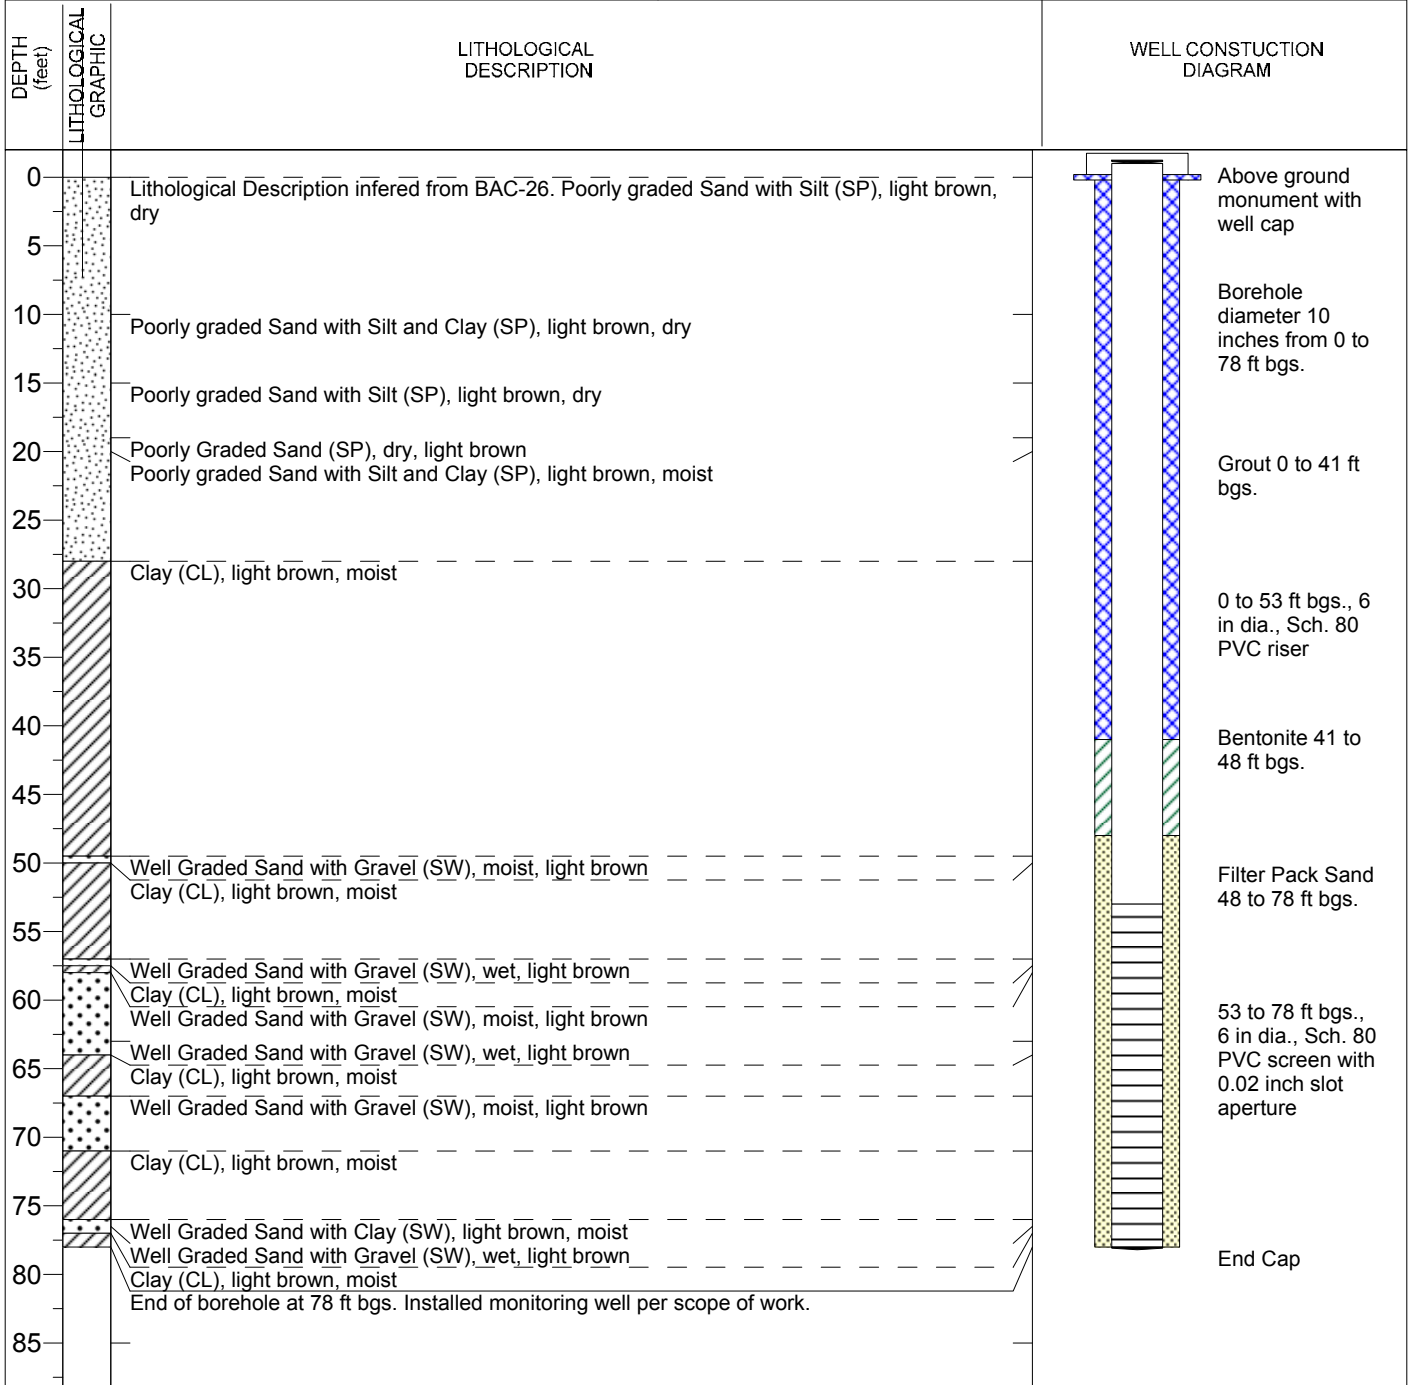 DEPTH
(feet)
LITHOLOGICAL
GRAPHIC
LITHOLOGICAL
DESCRIPTION
WELL CONSTUCTION
DIAGRAM
0
5
10
15
20
25
30
35
40
45
50
55
60
65
70
75
80
85
Lithological Description infered from BAC-26. Poorly graded Sand with Silt (SP), light brown,
dry
Poorly graded Sand with Silt and Clay (SP), light brown, dry
Poorly graded Sand with Silt (SP), light brown, dry
Poorly Graded Sand (SP), dry, light brown
Poorly graded Sand with Silt and Clay (SP), light brown, moist
Clay (CL), light brown, moist
Well Graded Sand with Gravel (SW), moist, light brown
Clay (CL), light brown, moist
Well Graded Sand with Gravel (SW), wet, light brown
Clay (CL), light brown, moist
Well Graded Sand with Gravel (SW), moist, light brown
Well Graded Sand with Gravel (SW), wet, light brown
Clay (CL), light brown, moist
Well Graded Sand with Gravel (SW), moist, light brown
Clay (CL), light brown, moist
Well Graded Sand with Clay (SW), light brown, moist
Well Graded Sand with Gravel (SW), wet, light brown
Clay (CL), light brown, moist
End of borehole at 78 ft bgs. Installed monitoring well per scope of work.
Above ground
monument with
well cap
Borehole
diameter 10
inches from 0 to
78 ft bgs.
Grout 0 to 41 ft
bgs.
0 to 53 ft bgs., 6
in dia., Sch. 80
PVC riser
Bentonite 41 to
48 ft bgs.
Filter Pack Sand
48 to 78 ft bgs.
53 to 78 ft bgs.,
6 in dia., Sch. 80
PVC screen with
0.02 inch slot
aperture
End Cap